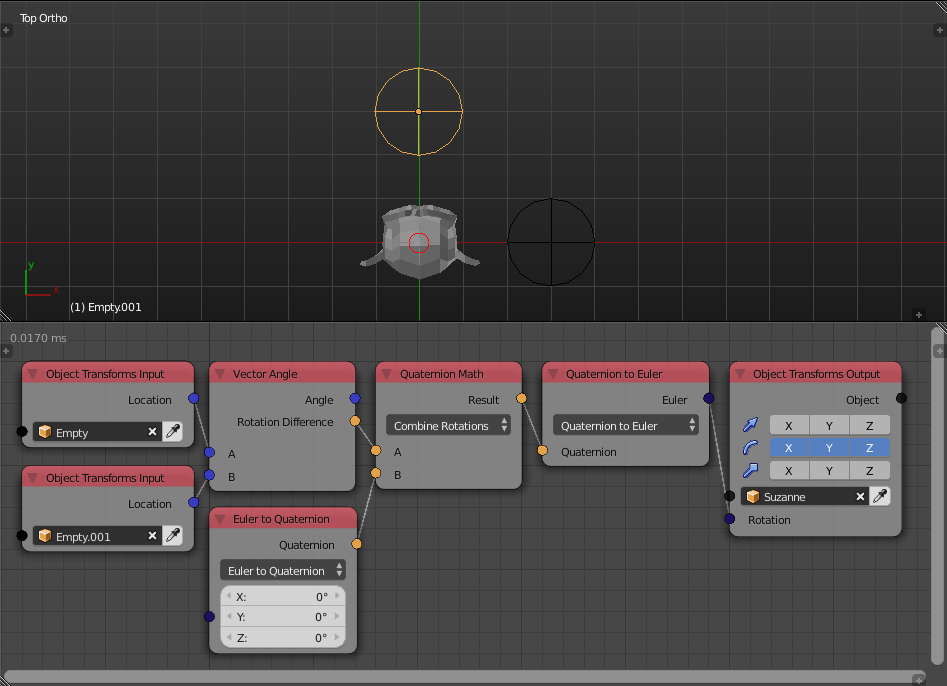 Top Ortho
y
x
(1) Empty.001
0.0170 ms
Object Transforms Input
Location
Empty
Object Transforms Input
Location
Empty.001
Vector Angle
Angle
Rotation Difference
A
B
Euler to Quaternion
Quaternion
Euler to Quaternion
X: 0°
Y: 0°
Z: 0°
Quaternion Math
Result
Combine Rotations
A
B
Quaternion to Euler
Euler
Quaternion to Euler
Quaternion
Object Transforms Output
Object
X Y Z
X Y Z
X Y Z
Suzanne
Rotation